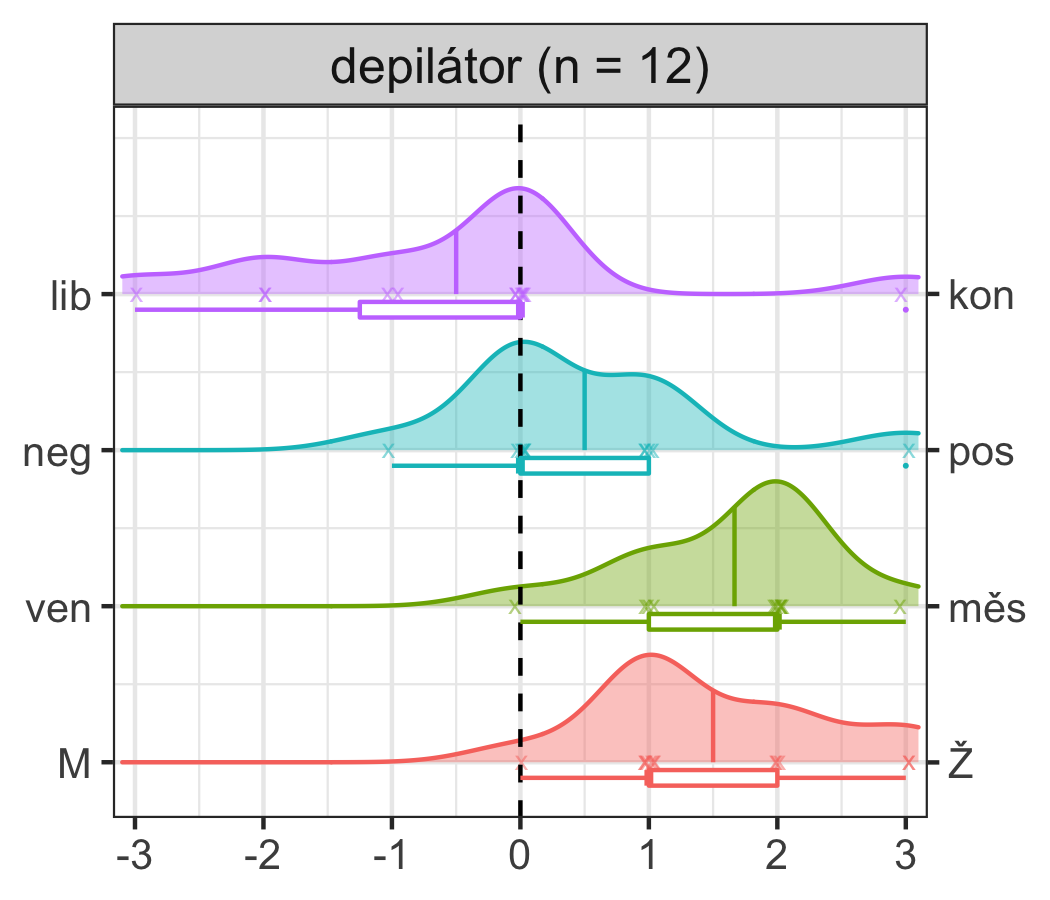 depilátor (n = 12)
lib kon
neg pos
ven měs
M Ž
-3 -2 -1 0 1 2 3